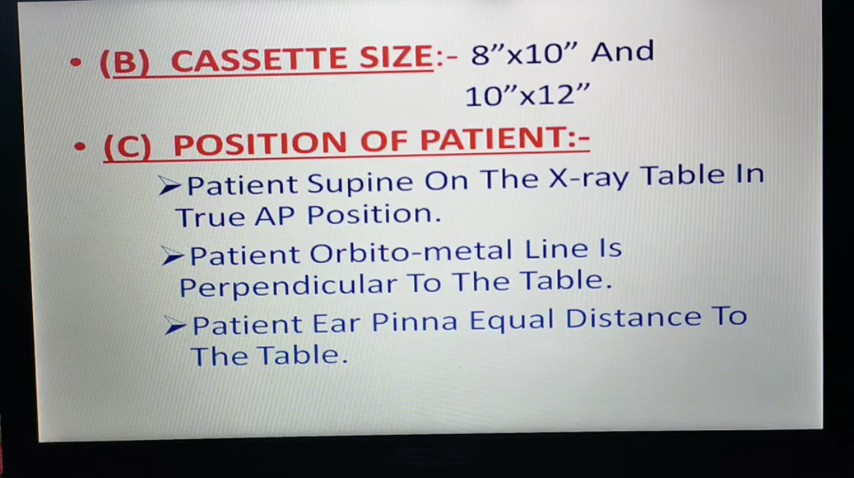 • (B) CASSETTE SIZE:- 8”x10” And
10”x12”
• (C) POSITION OF PATIENT:-
➢Patient Supine On The X-ray Table In
True AP Position.
➢Patient Orbito-metal Line Is
Perpendicular To The Table.
➢Patient Ear Pinna Equal Distance To
The Table.